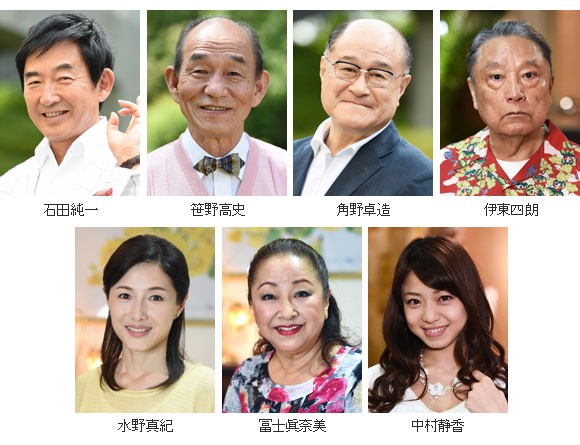 石田純一
笹野高史
角野卓造
伊東四朗
水野真紀
冨士眞奈美
中村静香